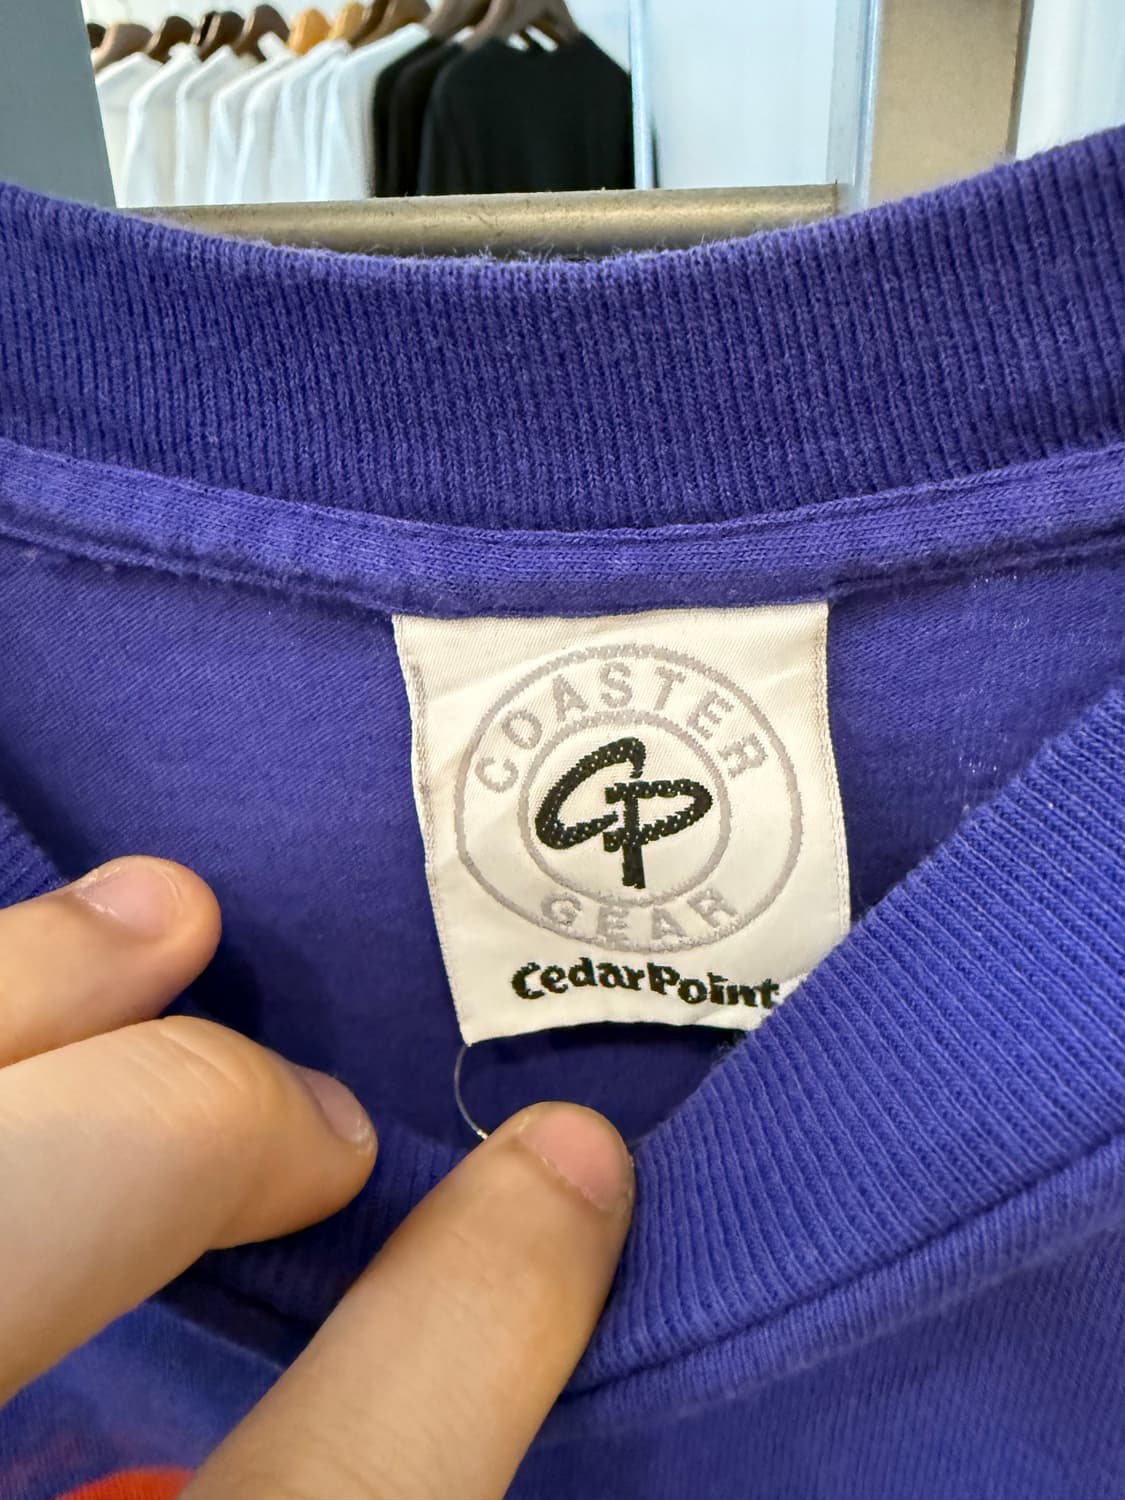 COASTER
CP
GEAR
CedarPoint